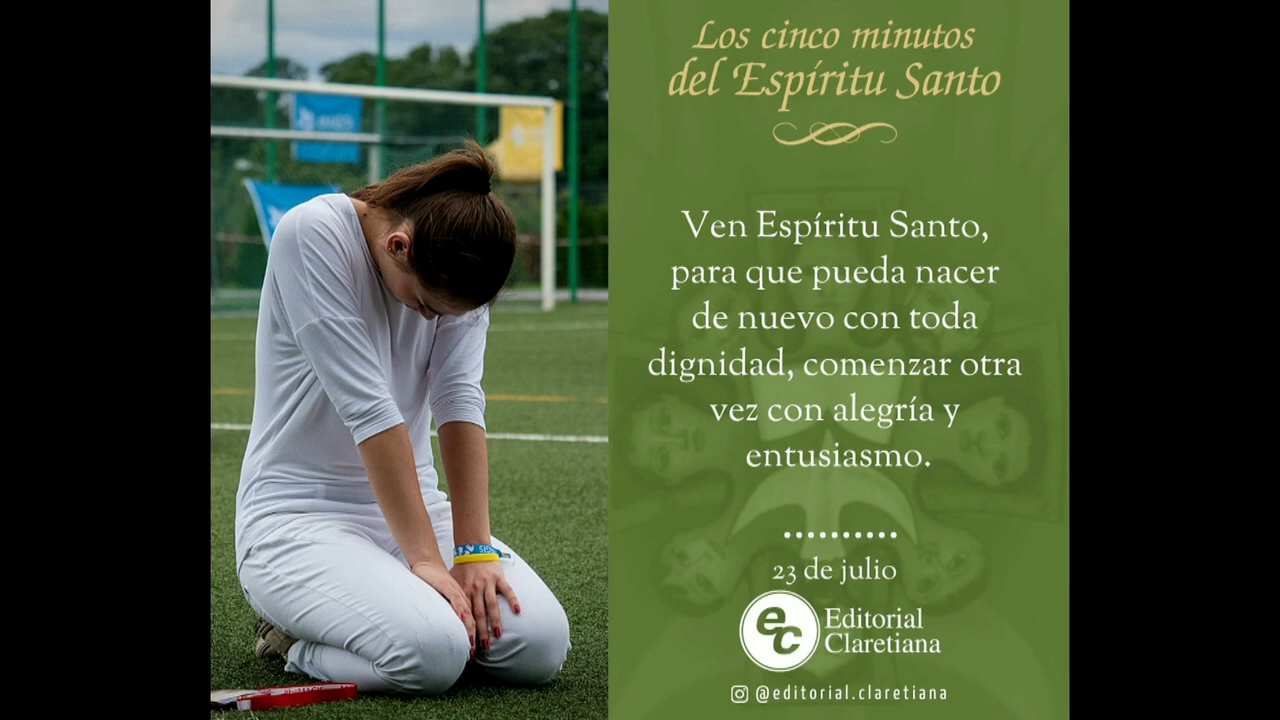 Los cinco minutos
del Espíritu Santo
Ven Espíritu Santo,
para que pueda nacer
de nuevo con toda
dignidad, comenzar otra
vez con alegría y
entusiasmo.
23 de julio
ec Editorial
Claretiana
@editorial.claretiana